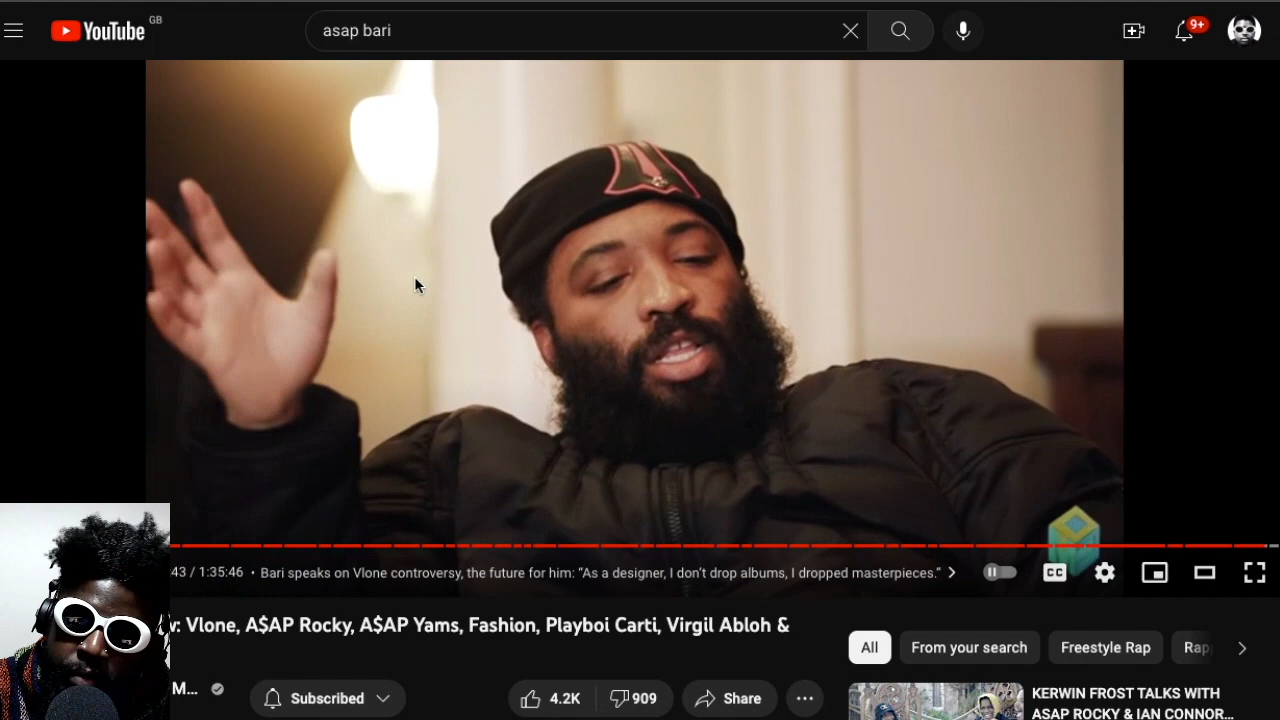 YouTube GB
asap bari
9+
43 / 1:35:46 • Bari speaks on Vlone controversy, the future for him: “As a designer, I don’t drop albums, I dropped masterpieces.”
CC
: Vlone, A$AP Rocky, A$AP Yams, Fashion, Playboi Carti, Virgil Abloh &
All
From your search
Freestyle Rap
M...
Subscribed
4.2K
909
Share
KERWIN FROST TALKS WITH
ASAP ROCKY & IAN CONNOR...